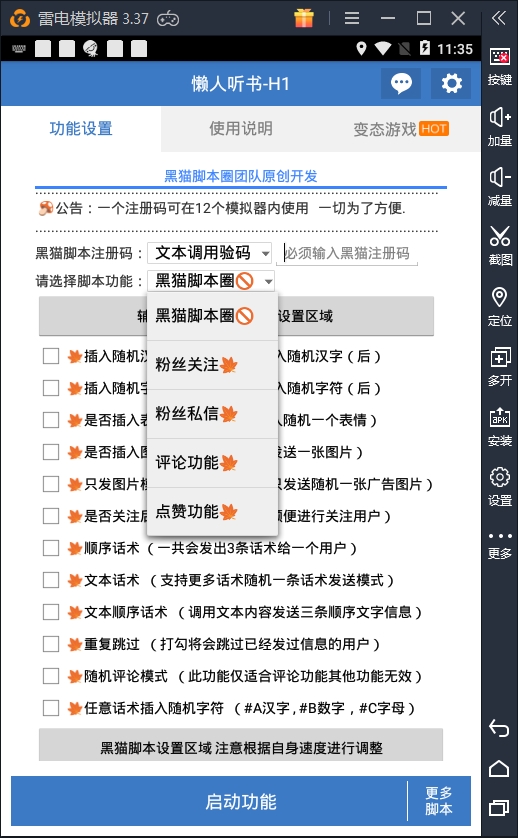 雷电模拟器 3.37
11:35
懒人听书-H1
功能设置
使用说明
变态游戏 HOT
黑猫脚本圈团队原创开发
公告：一个注册码可在12个模拟器内使用 一切为了方便.
黑猫脚本注册码： 文本调用验码 必须输入黑猫注册码
请选择脚本功能： 黑猫脚本圈
黑猫脚本圈
粉丝关注
粉丝私信
评论功能
点赞功能
设置区域
插入随机 入随机汉字（后）
插入随机字 入随机字符（后）
是否插入 随机一个表情）
是否插入 送一张图片）
只发图片 只发送随机一张广告图片）
是否关注 便进行关注用户）
顺序话术（一共会发出3条话术给一个用户）
文本话术 （支持更多话术随机一条话术发送模式）
文本顺序话术 （调用文本内容发送三条顺序文字信息）
重复跳过 （打勾将会跳过已经发过信息的用户）
随机评论模式 （此功能仅适合评论功能其他功能无效）
任意话术插入随机字符 （#A汉字,#B数字，#C字母）
黑猫脚本设置区域 注意根据自身速度进行调整
启动功能
更多
脚本
按键
加量
减量
截图
定位
多开
APK
安装
设置
更多